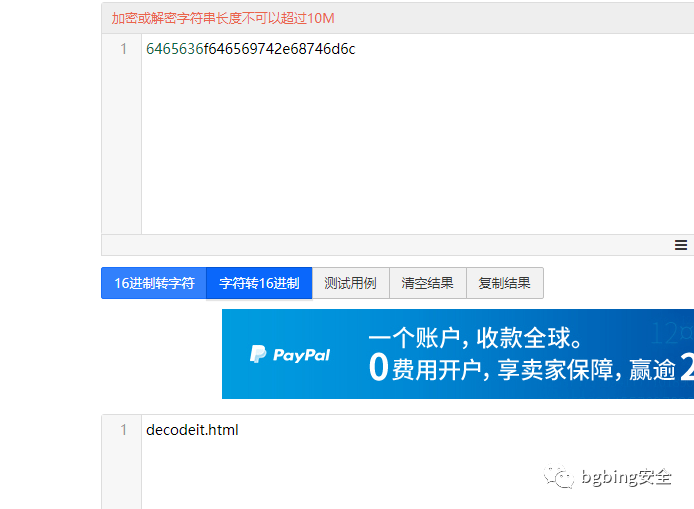 加密或解密字符串长度不可以超过10M
1 6465636f646569742e68746d6c
16进制转字符 字符转16进制 测试用例 清空结果 复制结果
PayPal
一个账户,收款全球。
0费用开户,享卖家保障,赢逾2
1 decodeit.html
bgbing安全